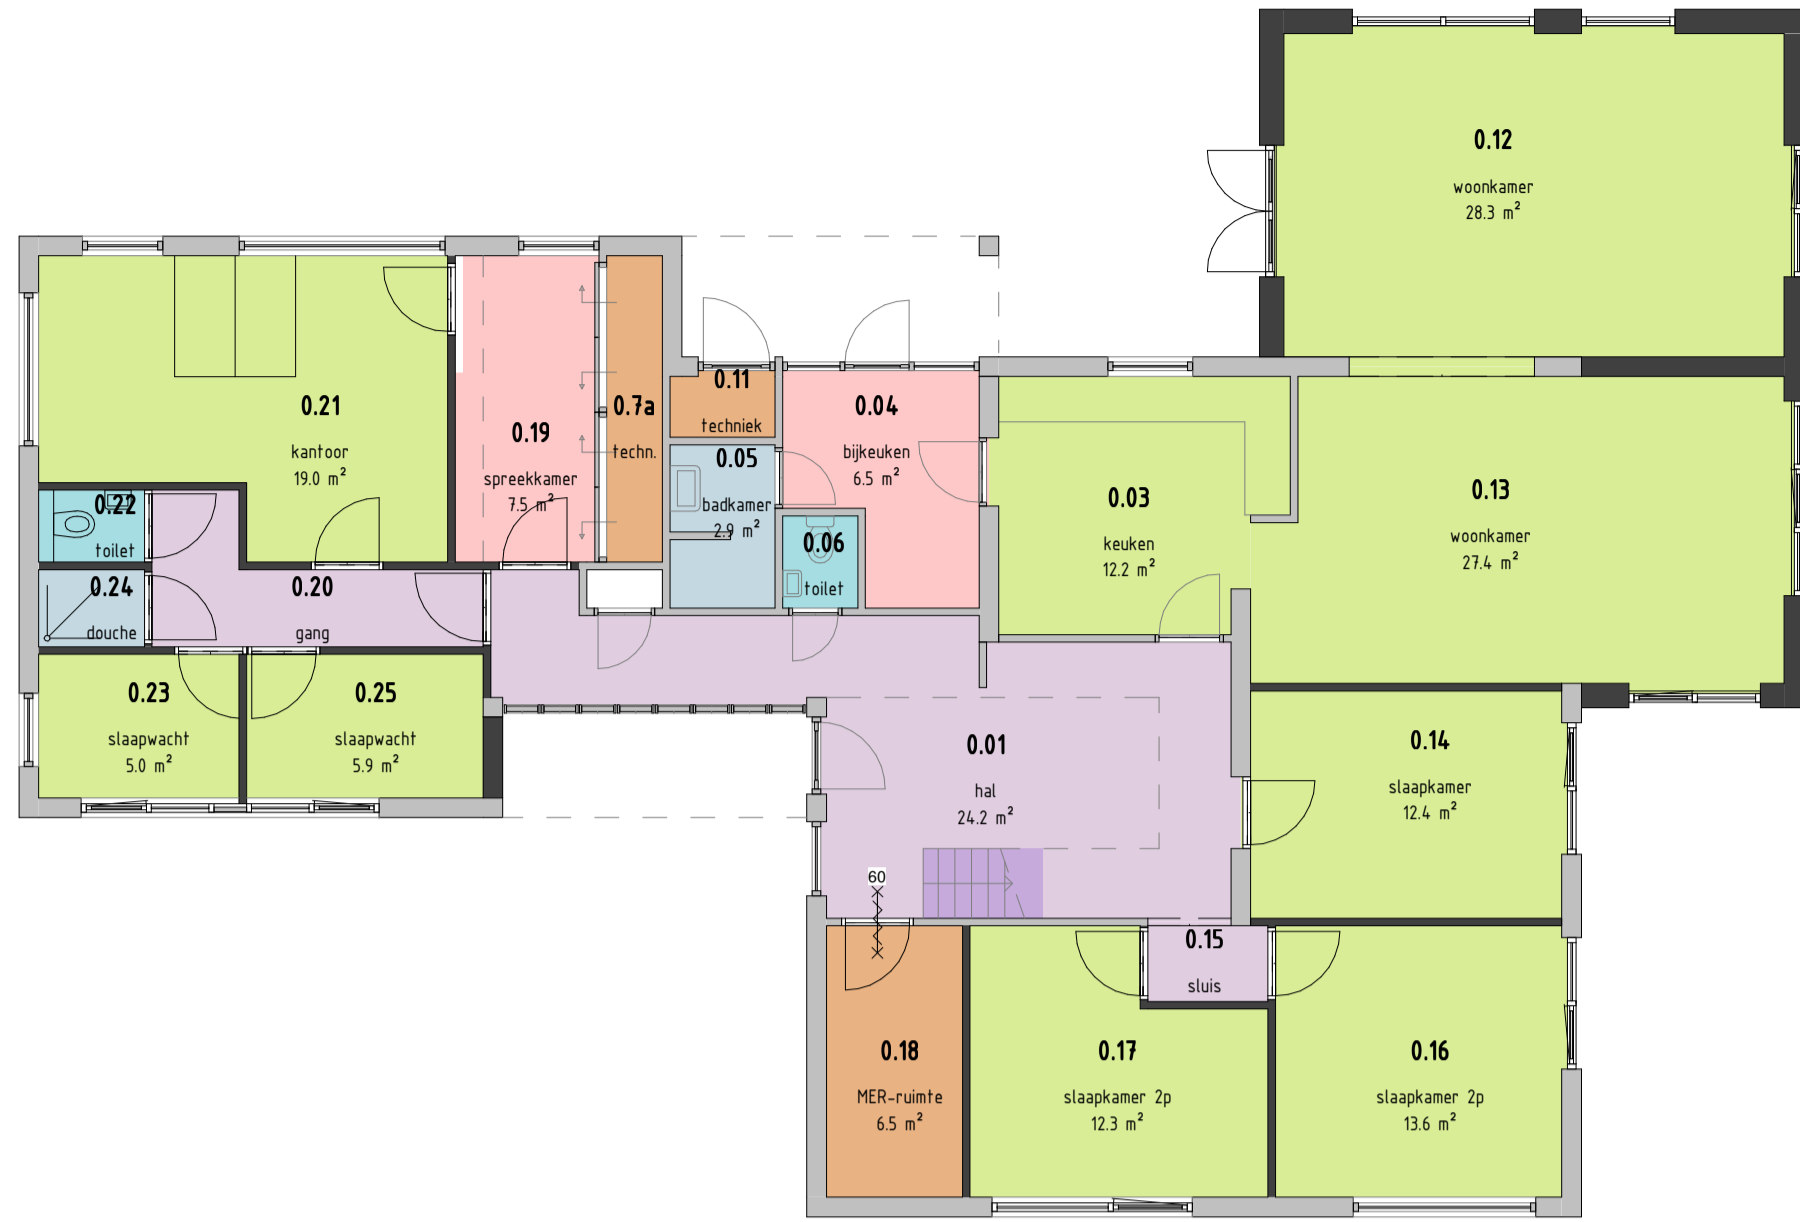 0.12
woonkamer
28.3 m²
0.21
kantoor
19.0 m²
0.19
spreekkamer
7.5 m²
0.7a
techn.
0.11
techniek
0.04
bijkeuken
6.5 m²
0.05
badkamer
2.9 m²
0.06
toilet
0.03
keuken
12.2 m²
0.13
woonkamer
27.4 m²
0.22
toilet
0.24
douche
0.20
gang
0.23
slaapwacht
5.0 m²
0.25
slaapwacht
5.9 m²
0.01
hal
24.2 m²
0.14
slaapkamer
12.4 m²
60
0.15
sluis
0.18
MER-ruimte
6.5 m²
0.17
slaapkamer 2p
12.3 m²
0.16
slaapkamer 2p
13.6 m²